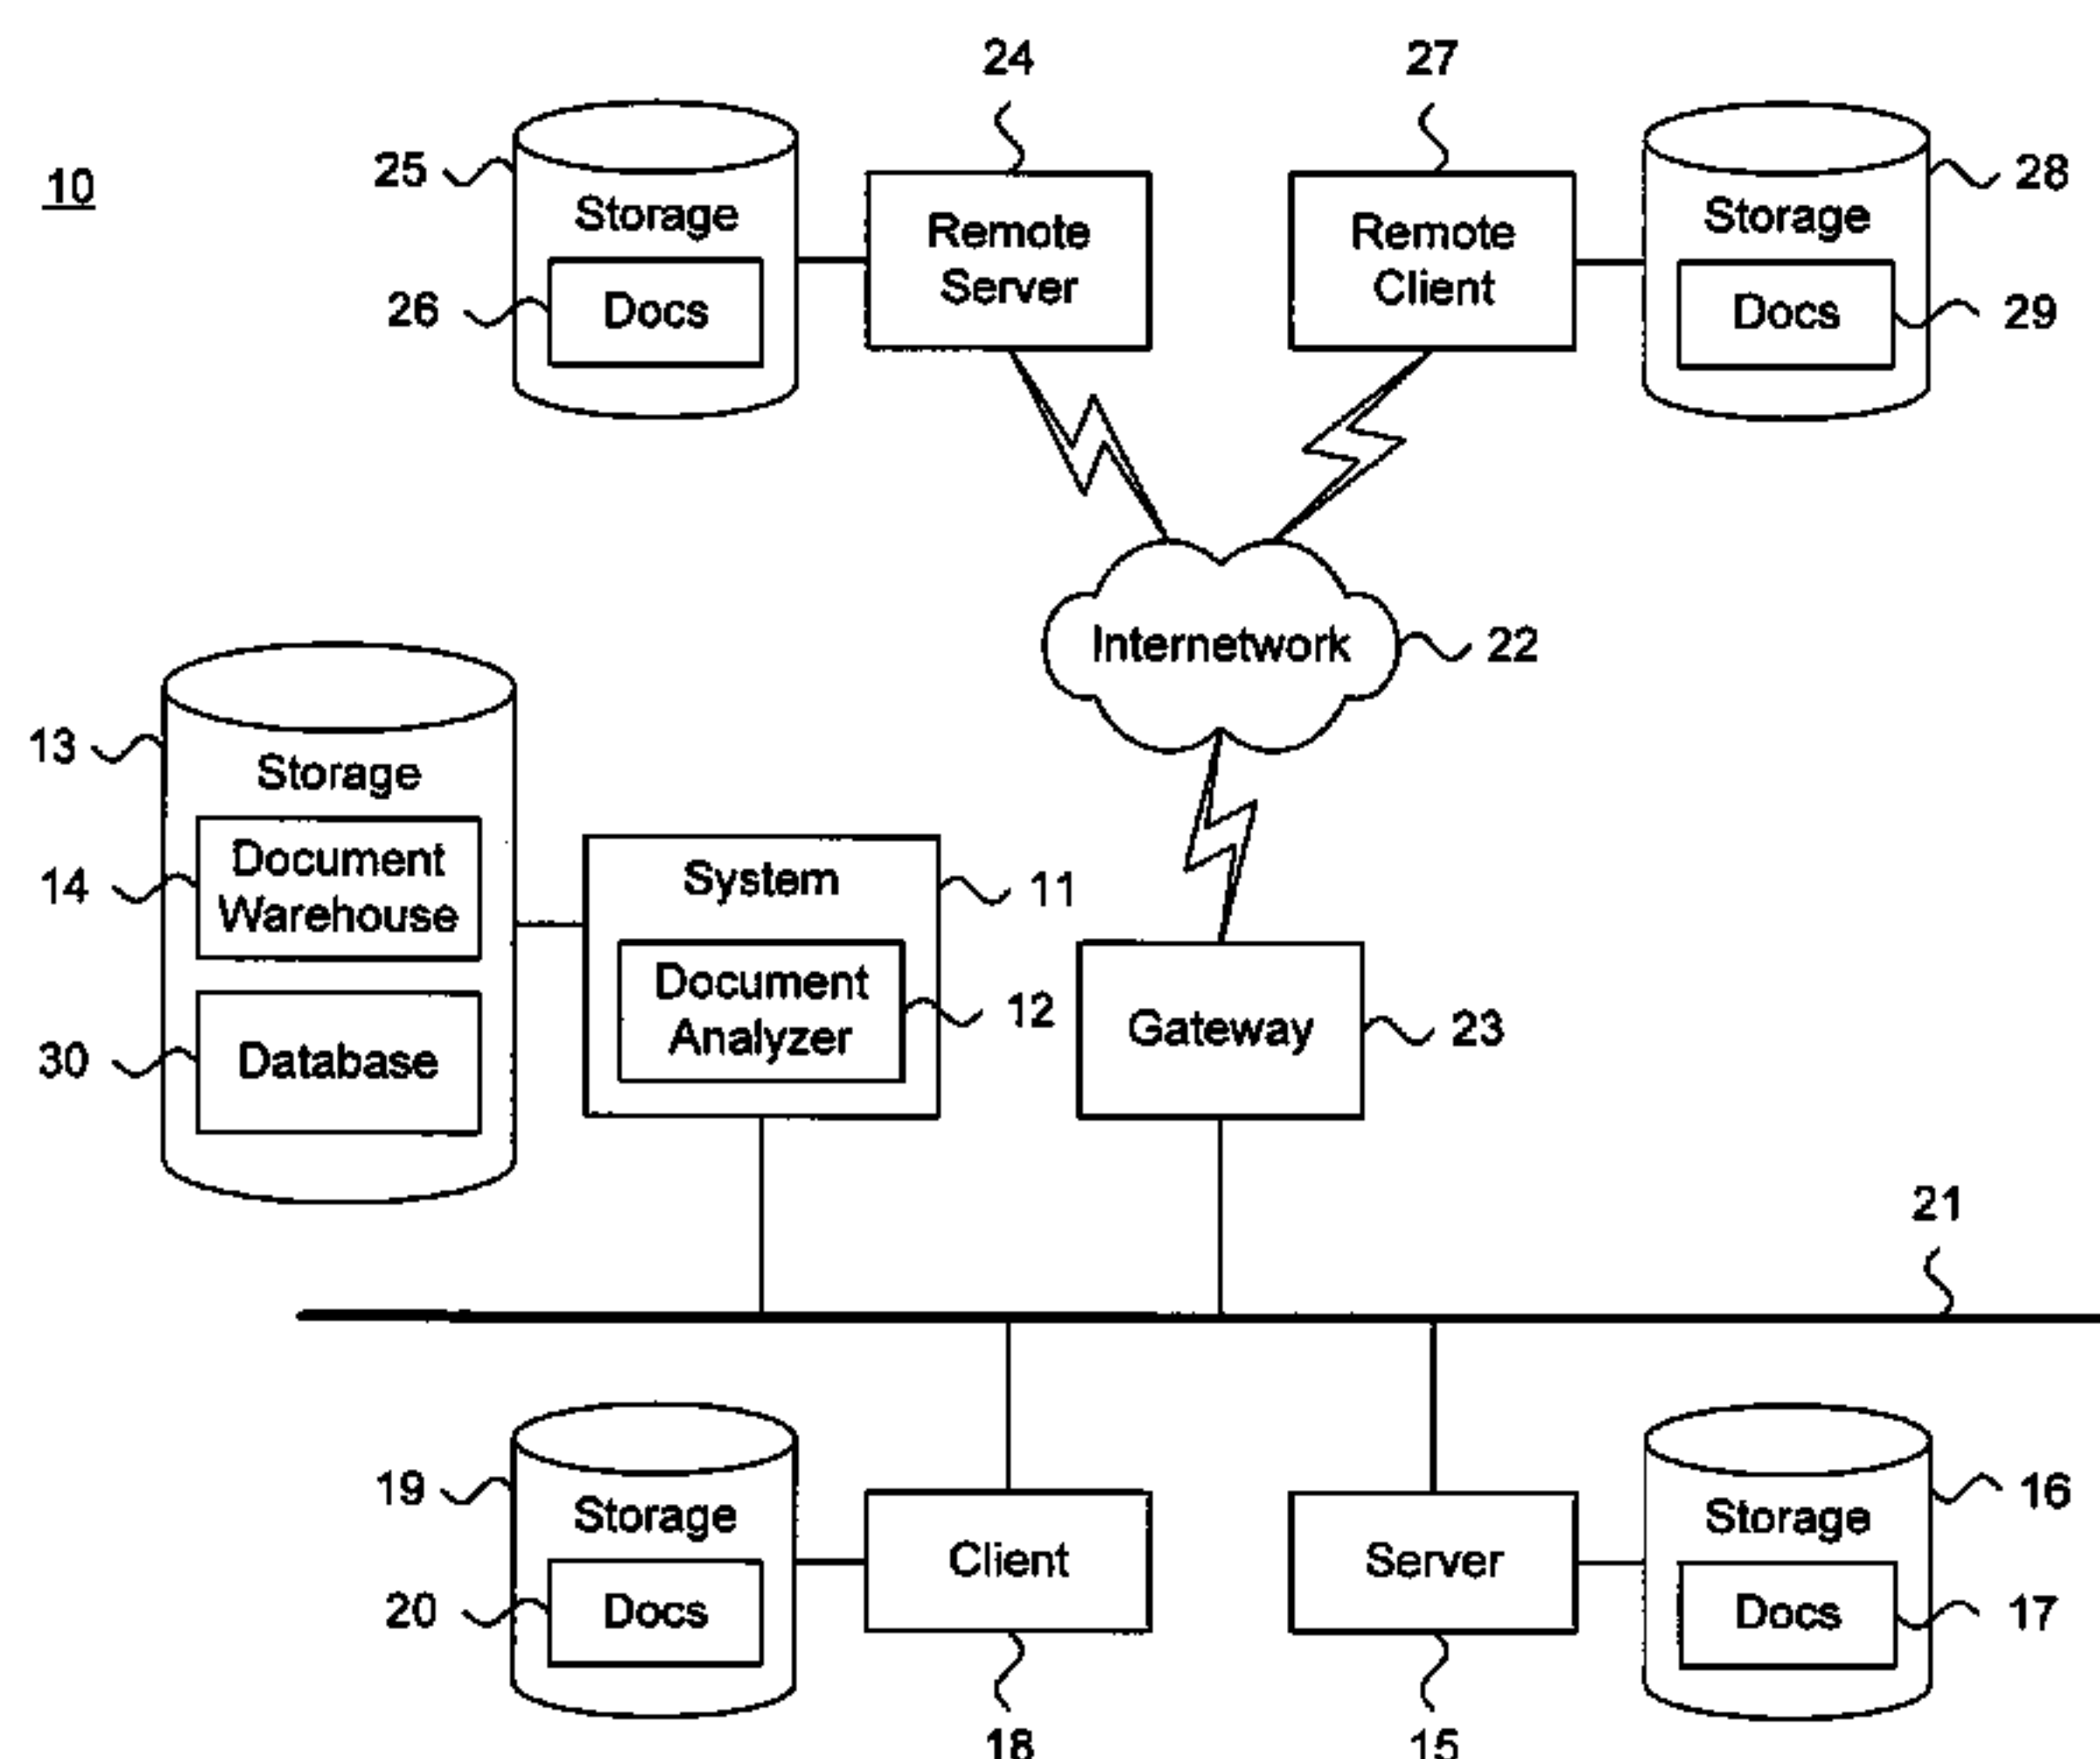 24
27
10
25
Storage
Remote
Server
Remote
Client
Storage
28
26
Docs
Docs
29
Internetwork
22
13
Storage
14
Document
Warehouse
System
11
Document
Analyzer
12
Gateway
23
30
Database
21
19
Storage
Client
Server
Storage
16
20
Docs
Docs
17
18
15